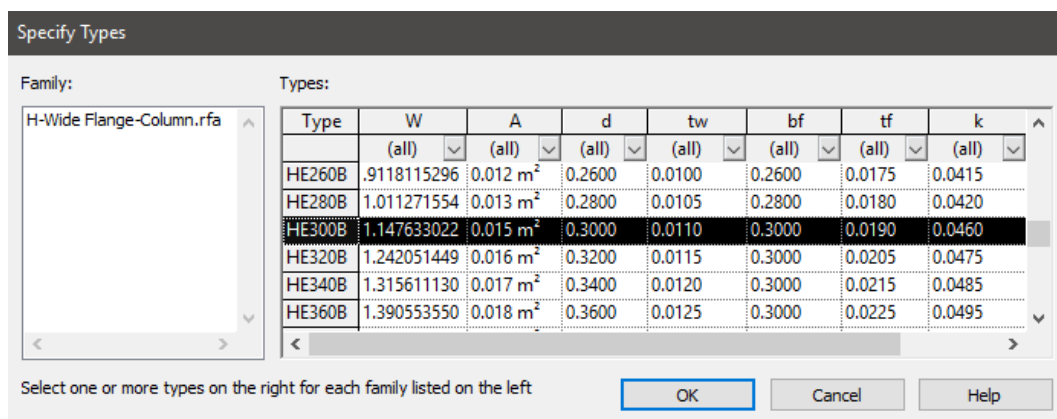 Specify Types
Family:
Types:
H-Wide Flange-Column.rfa
Type W A d tw bf tf k
(all) (all) (all) (all) (all) (all) (all)
HE260B .9118115296 0.012 m² 0.2600 0.0100 0.2600 0.0175 0.0415
HE280B 1.011271554 0.013 m² 0.2800 0.0105 0.2800 0.0180 0.0420
HE300B 1.147633022 0.015 m² 0.3000 0.0110 0.3000 0.0190 0.0460
HE320B 1.242051449 0.016 m² 0.3200 0.0115 0.3000 0.0205 0.0475
HE340B 1.315611130 0.017 m² 0.3400 0.0120 0.3000 0.0215 0.0485
HE360B 1.390553550 0.018 m² 0.3600 0.0125 0.3000 0.0225 0.0495
Select one or more types on the right for each family listed on the left
OK Cancel Help